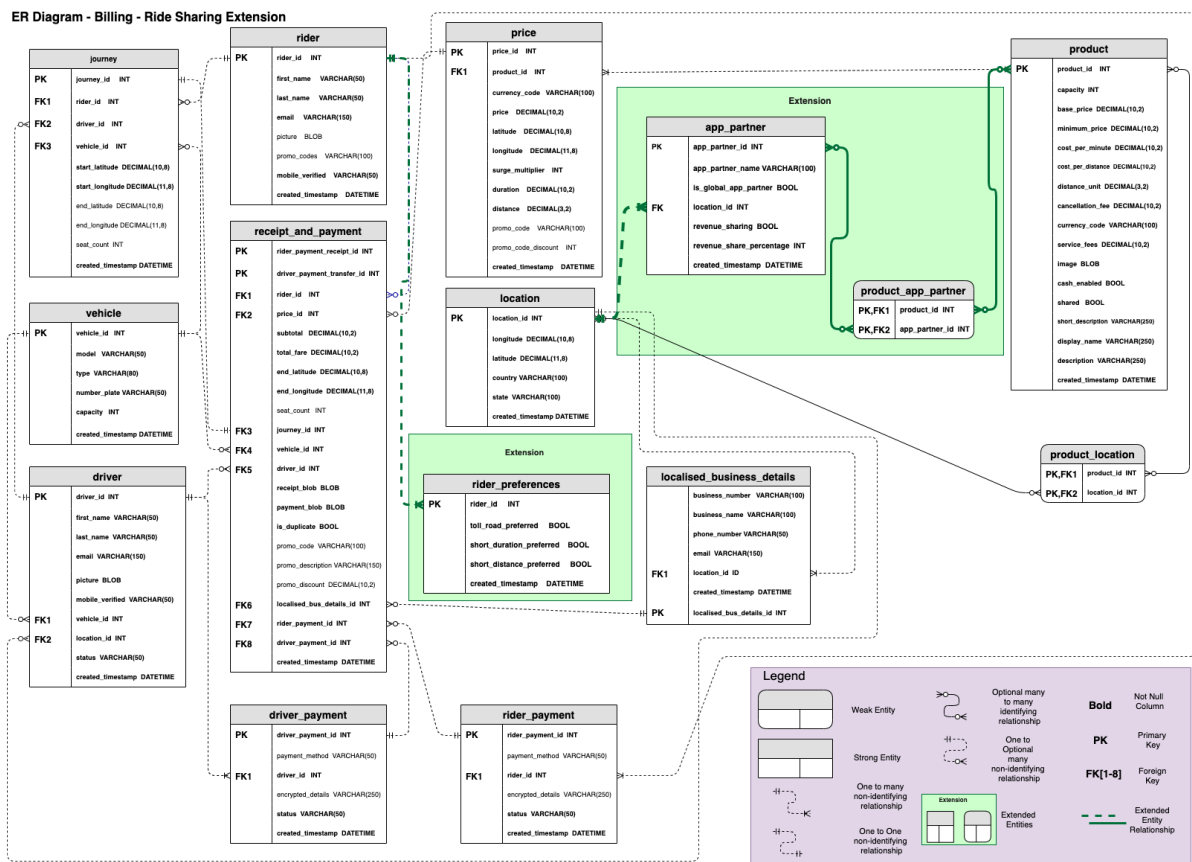 ER Diagram - Billing - Ride Sharing Extension
journey
PK journey_id INT
FK1 rider_id INT
FK2 driver_id INT
FK3 vehicle_id INT
start_latitude DECIMAL(10,8)
start_longitude DECIMAL(11,8)
end_latitude DECIMAL(10,8)
end_longitude DECIMAL(11,8)
seat_count INT
created_timestamp DATETIME
vehicle
PK vehicle_id INT
model VARCHAR(50)
type VARCHAR(80)
number_plate VARCHAR(50)
capacity INT
created_timestamp DATETIME
driver
PK driver_id INT
first_name VARCHAR(50)
last_name VARCHAR(50)
email VARCHAR(150)
picture BLOB
mobile_verified VARCHAR(50)
FK1 vehicle_id INT
FK2 location_id INT
status VARCHAR(50)
created_timestamp DATETIME
rider
PK rider_id INT
first_name VARCHAR(50)
last_name VARCHAR(50)
email VARCHAR(150)
picture BLOB
promo_codes VARCHAR(100)
mobile_verified VARCHAR(50)
created_timestamp DATETIME
receipt_and_payment
PK rider_payment_receipt_id INT
PK driver_payment_transfer_id INT
FK1 rider_id INT
FK2 price_id INT
subtotal DECIMAL(10,2)
total_fare DECIMAL(10,2)
end_latitude DECIMAL(10,8)
end_longitude DECIMAL(11,8)
seat_count INT
FK3 journey_id INT
FK4 vehicle_id INT
FK5 driver_id INT
receipt_blob BLOB
payment_blob BLOB
is_duplicate BOOL
promo_code VARCHAR(100)
promo_description VARCHAR(150)
promo_discount DECIMAL(10,2)
FK6 localised_bus_details_id INT
FK7 rider_payment_id INT
FK8 driver_payment_id INT
created_timestamp DATETIME
driver_payment
PK driver_payment_id INT
payment_method VARCHAR(50)
FK1 driver_id INT
encrypted_details VARCHAR(250)
status VARCHAR(50)
created_timestamp DATETIME
price
PK price_id INT
FK1 product_id INT
currency_code VARCHAR(100)
price DECIMAL(10,2)
latitude DECIMAL(10,8)
longitude DECIMAL(11,8)
surge_multiplier INT
duration DECIMAL(10,2)
distance DECIMAL(3,2)
promo_code VARCHAR(100)
promo_code_discount INT
created_timestamp DATETIME
location
PK location_id INT
longitude DECIMAL(10,8)
latitude DECIMAL(11,8)
country VARCHAR(100)
state VARCHAR(100)
created_timestamp DATETIME
Extension
rider_preferences
PK rider_id INT
toll_road_preferred BOOL
short_duration_preferred BOOL
short_distance_preferred BOOL
created_timestamp DATETIME
rider_payment
PK rider_payment_id INT
payment_method VARCHAR(50)
FK1 rider_id INT
encrypted_details VARCHAR(250)
status VARCHAR(50)
created_timestamp DATETIME
Extension
app_partner
PK app_partner_id INT
app_partner_name VARCHAR(100)
is_global_app_partner BOOL
FK location_id INT
revenue_sharing BOOL
revenue_share_percentage INT
created_timestamp DATETIME
product_app_partner
PK,FK1 product_id INT
PK,FK2 app_partner_id INT
localised_business_details
business_number VARCHAR(100)
business_name VARCHAR(100)
phone_number VARCHAR(50)
email VARCHAR(150)
FK1 location_id ID
created_timestamp DATETIME
PK localised_bus_details_id INT
product
PK product_id INT
capacity INT
base_price DECIMAL(10,2)
minimum_price DECIMAL(10,2)
cost_per_minute DECIMAL(10,2)
cost_per_distance DECIMAL(10,2)
distance_unit DECIMAL(3,2)
cancellation_fee DECIMAL(10,2)
currency_code VARCHAR(100)
service_fees DECIMAL(10,2)
image BLOB
cash_enabled BOOL
shared BOOL
short_description VARCHAR(250)
display_name VARCHAR(250)
description VARCHAR(250)
created_timestamp DATETIME
product_location
PK,FK1 product_id INT
PK,FK2 location_id INT
Legend
Weak Entity
Strong Entity
One to many
non-identifying
relationship
One to One
non-identifying
relationship
Optional many
to many
identifying
relationship
One to
Optional
many
non-identifying
relationship
Extension
Extended
Entities
Bold
Not Null
Column
PK
Primary
Key
FK[1-8]
Foreign
Key
Extended
Entity
Relationship